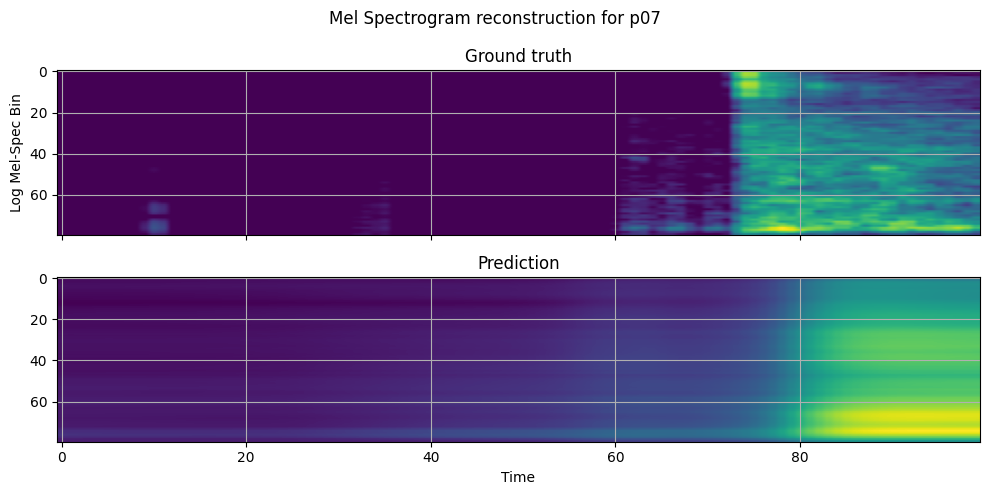 Mel Spectrogram reconstruction for p07
Ground truth
Log Mel-Spec Bin
0
20
40
60
Prediction
0
20
40
60
0 20 40 60 80
Time